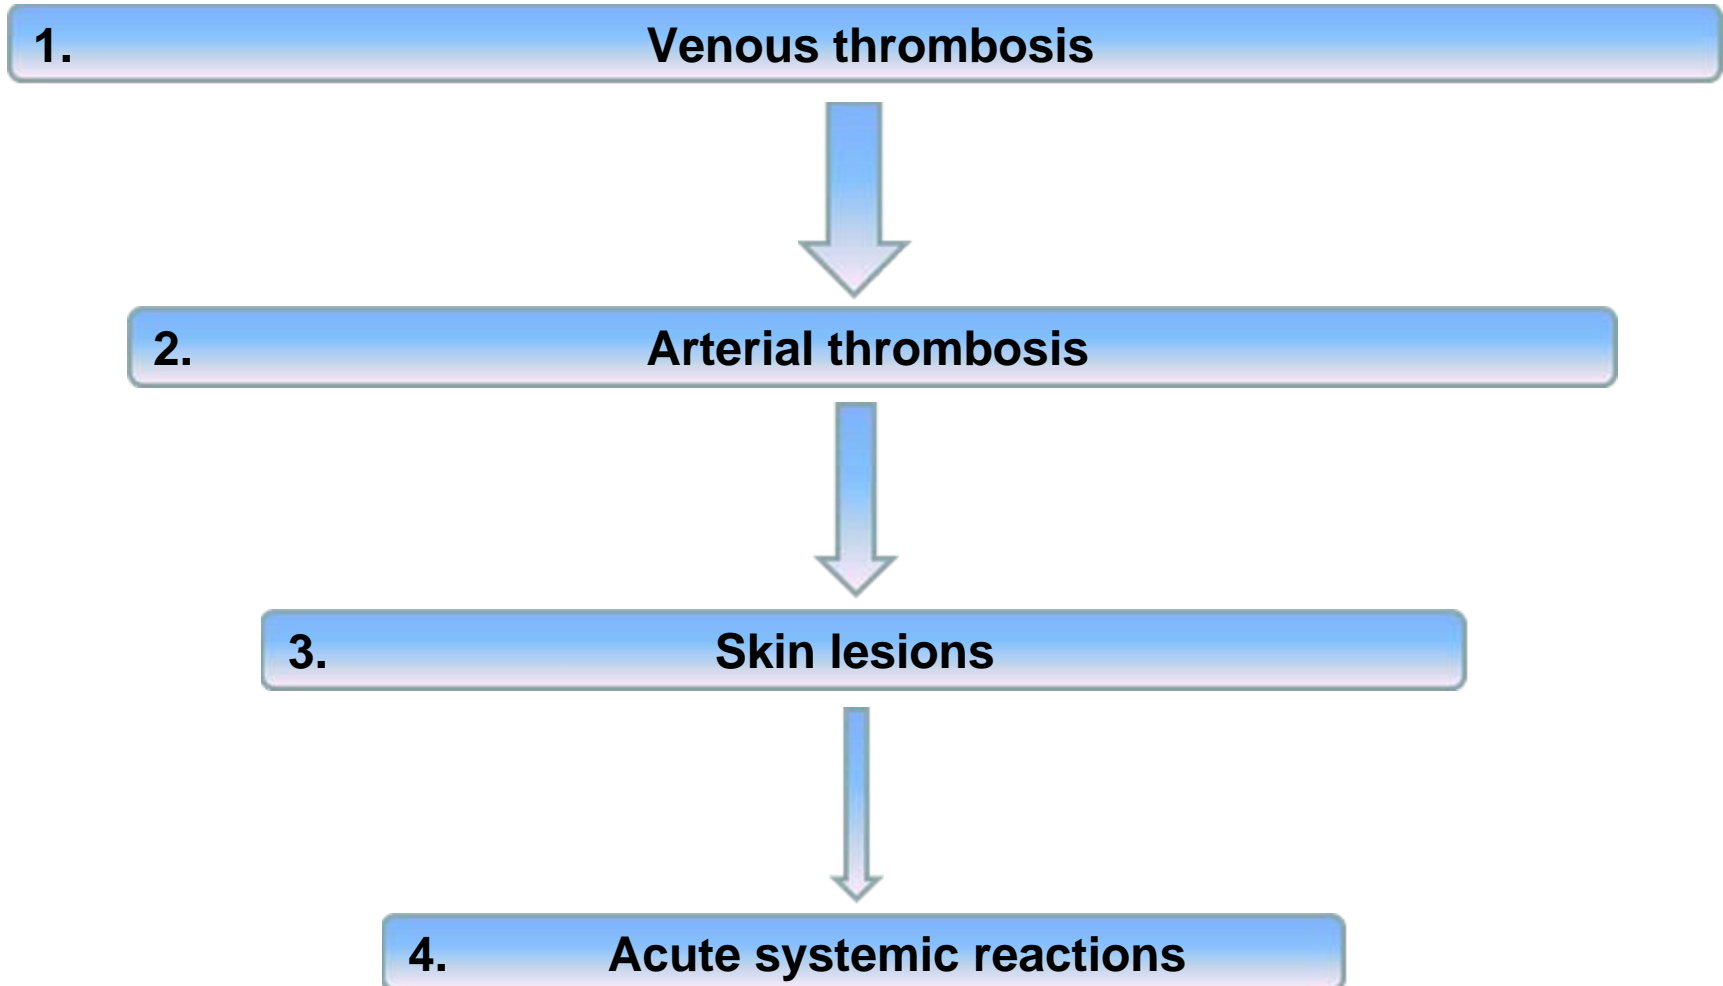 1. Venous thrombosis
2. Arterial thrombosis
3. Skin lesions
4. Acute systemic reactions